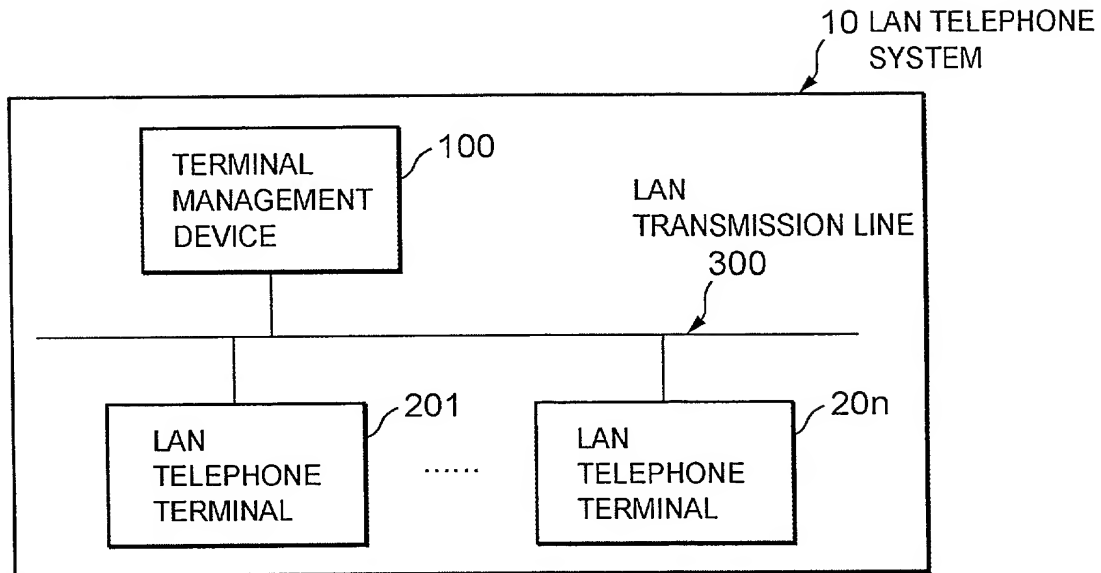 10 LAN TELEPHONE
SYSTEM
TERMINAL
MANAGEMENT
DEVICE
100
LAN
TRANSMISSION LINE
300
LAN
TELEPHONE
TERMINAL
201
......
LAN
TELEPHONE
TERMINAL
20n